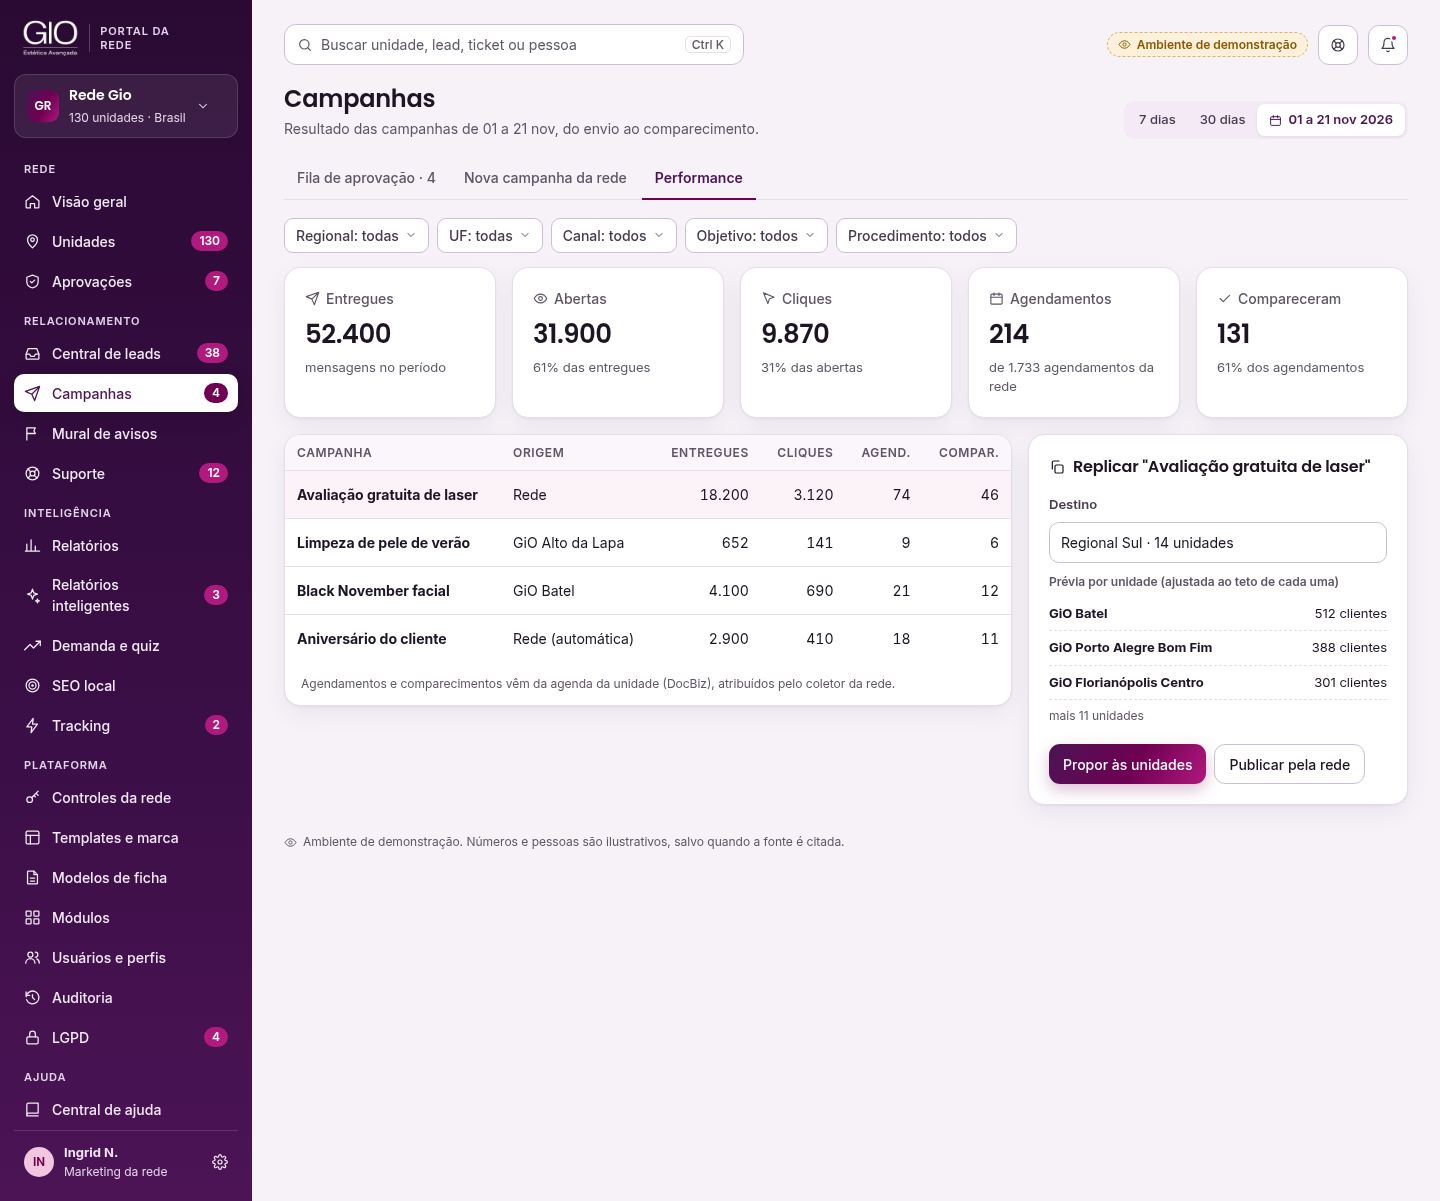 GIO
Estética Avançada
PORTAL DA
REDE
GR
Rede Gio
130 unidades · Brasil
REDE
Visão geral
Unidades 130
Aprovações 7
RELACIONAMENTO
Central de leads 38
Campanhas 4
Mural de avisos
Suporte 12
INTELIGÊNCIA
Relatórios
Relatórios
inteligentes 3
Demanda e quiz
SEO local
Tracking 2
PLATAFORMA
Controles da rede
Templates e marca
Modelos de ficha
Módulos
Usuários e perfis
Auditoria
LGPD 4
AJUDA
Central de ajuda
IN
Ingrid N.
Marketing da rede
Buscar unidade, lead, ticket ou pessoa Ctrl K
Ambiente de demonstração
Campanhas
Resultado das campanhas de 01 a 21 nov, do envio ao comparecimento.
7 dias 30 dias 01 a 21 nov 2026
Fila de aprovação · 4 Nova campanha da rede Performance
Regional: todas UF: todas Canal: todos Objetivo: todos Procedimento: todos
Entregues
52.400
mensagens no período
Abertas
31.900
61% das entregues
Cliques
9.870
31% das abertas
Agendamentos
214
de 1.733 agendamentos da
rede
Compareceram
131
61% dos agendamentos
CAMPANHA ORIGEM ENTREGUES CLIQUES AGEND. COMPAR.
Avaliação gratuita de laser Rede 18.200 3.120 74 46
Limpeza de pele de verão GiO Alto da Lapa 652 141 9 6
Black November facial GiO Batel 4.100 690 21 12
Aniversário do cliente Rede (automática) 2.900 410 18 11
Agendamentos e comparecimentos vêm da agenda da unidade (DocBiz), atribuídos pelo coletor da rede.
Replicar "Avaliação gratuita de laser"
Destino
Regional Sul · 14 unidades
Prévia por unidade (ajustada ao teto de cada uma)
GiO Batel 512 clientes
GiO Porto Alegre Bom Fim 388 clientes
GiO Florianópolis Centro 301 clientes
mais 11 unidades
Propor às unidades Publicar pela rede
Ambiente de demonstração. Números e pessoas são ilustrativos, salvo quando a fonte é citada.